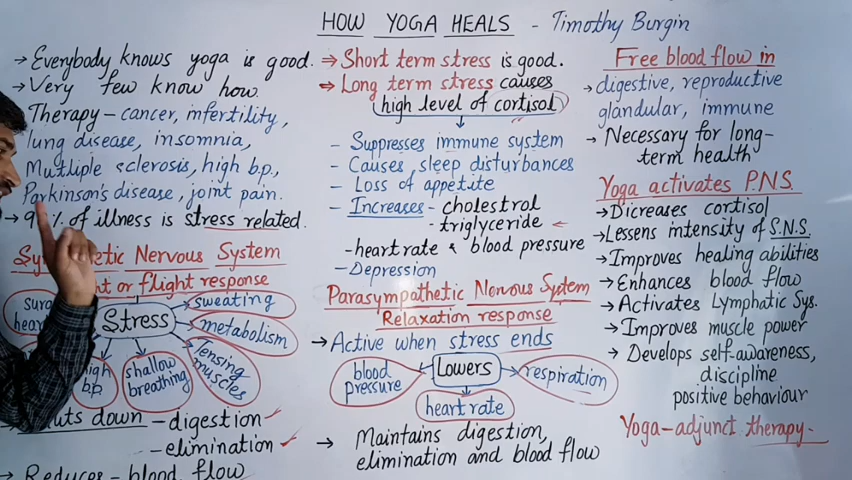 HOW YOGA HEALS - Timothy Burgin
→ Everybody knows yoga is good.
→ Very few know how.
Therapy - cancer, infertility,
lung disease, insomnia,
Mutliple sclerosis, high b.p.,
Parkinson's disease, joint pain.
→ % of illness is stress related.
Nervous System
or flight response
Stress
sweating
metabolism
Tensing
muscles
shallow
breathing
high
b.p
down - digestion
- elimination
→ Reduces - blood flow
⇒ Short term stress is good.
→ Long term stress causes
high level of cortisol
- Suppresses immune system
- Causes sleep disturbances
- Loss of appetite
- Increases - cholestrol
- triglyceride
- heart rate & blood pressure
- Depression
Parasympathetic Nervous System
Relaxation response
→ Active when stress ends
blood
pressure
Lowers
respiration
heart rate
→ Maintains digestion,
elimination and blood flow
Free blood flow in
→ digestive, reproductive
glandular, immune
→ Necessary for long-
term health
Yoga activates P.N.S.
→ Dicreases cortisol
→ Lessens intensity of S.N.S.
→ Improves healing abilities
→ Enhances blood flow
→ Activates Lymphatic Sys.
→ Improves muscle power
→ Develops self-awareness,
discipline
positive behaviour
Yoga - adjunct therapy-